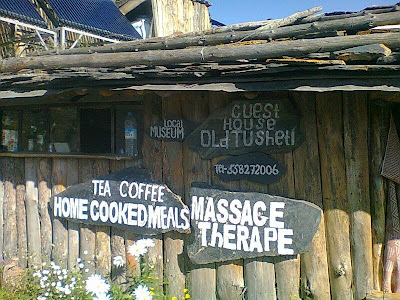 LOCAL
MUSEUM
GUEST
HOUSE
OLD TUSHETI
TEL-558272006
TEA COFFEE
HOME COOKED MEALS
MASSAGE
THERAPE